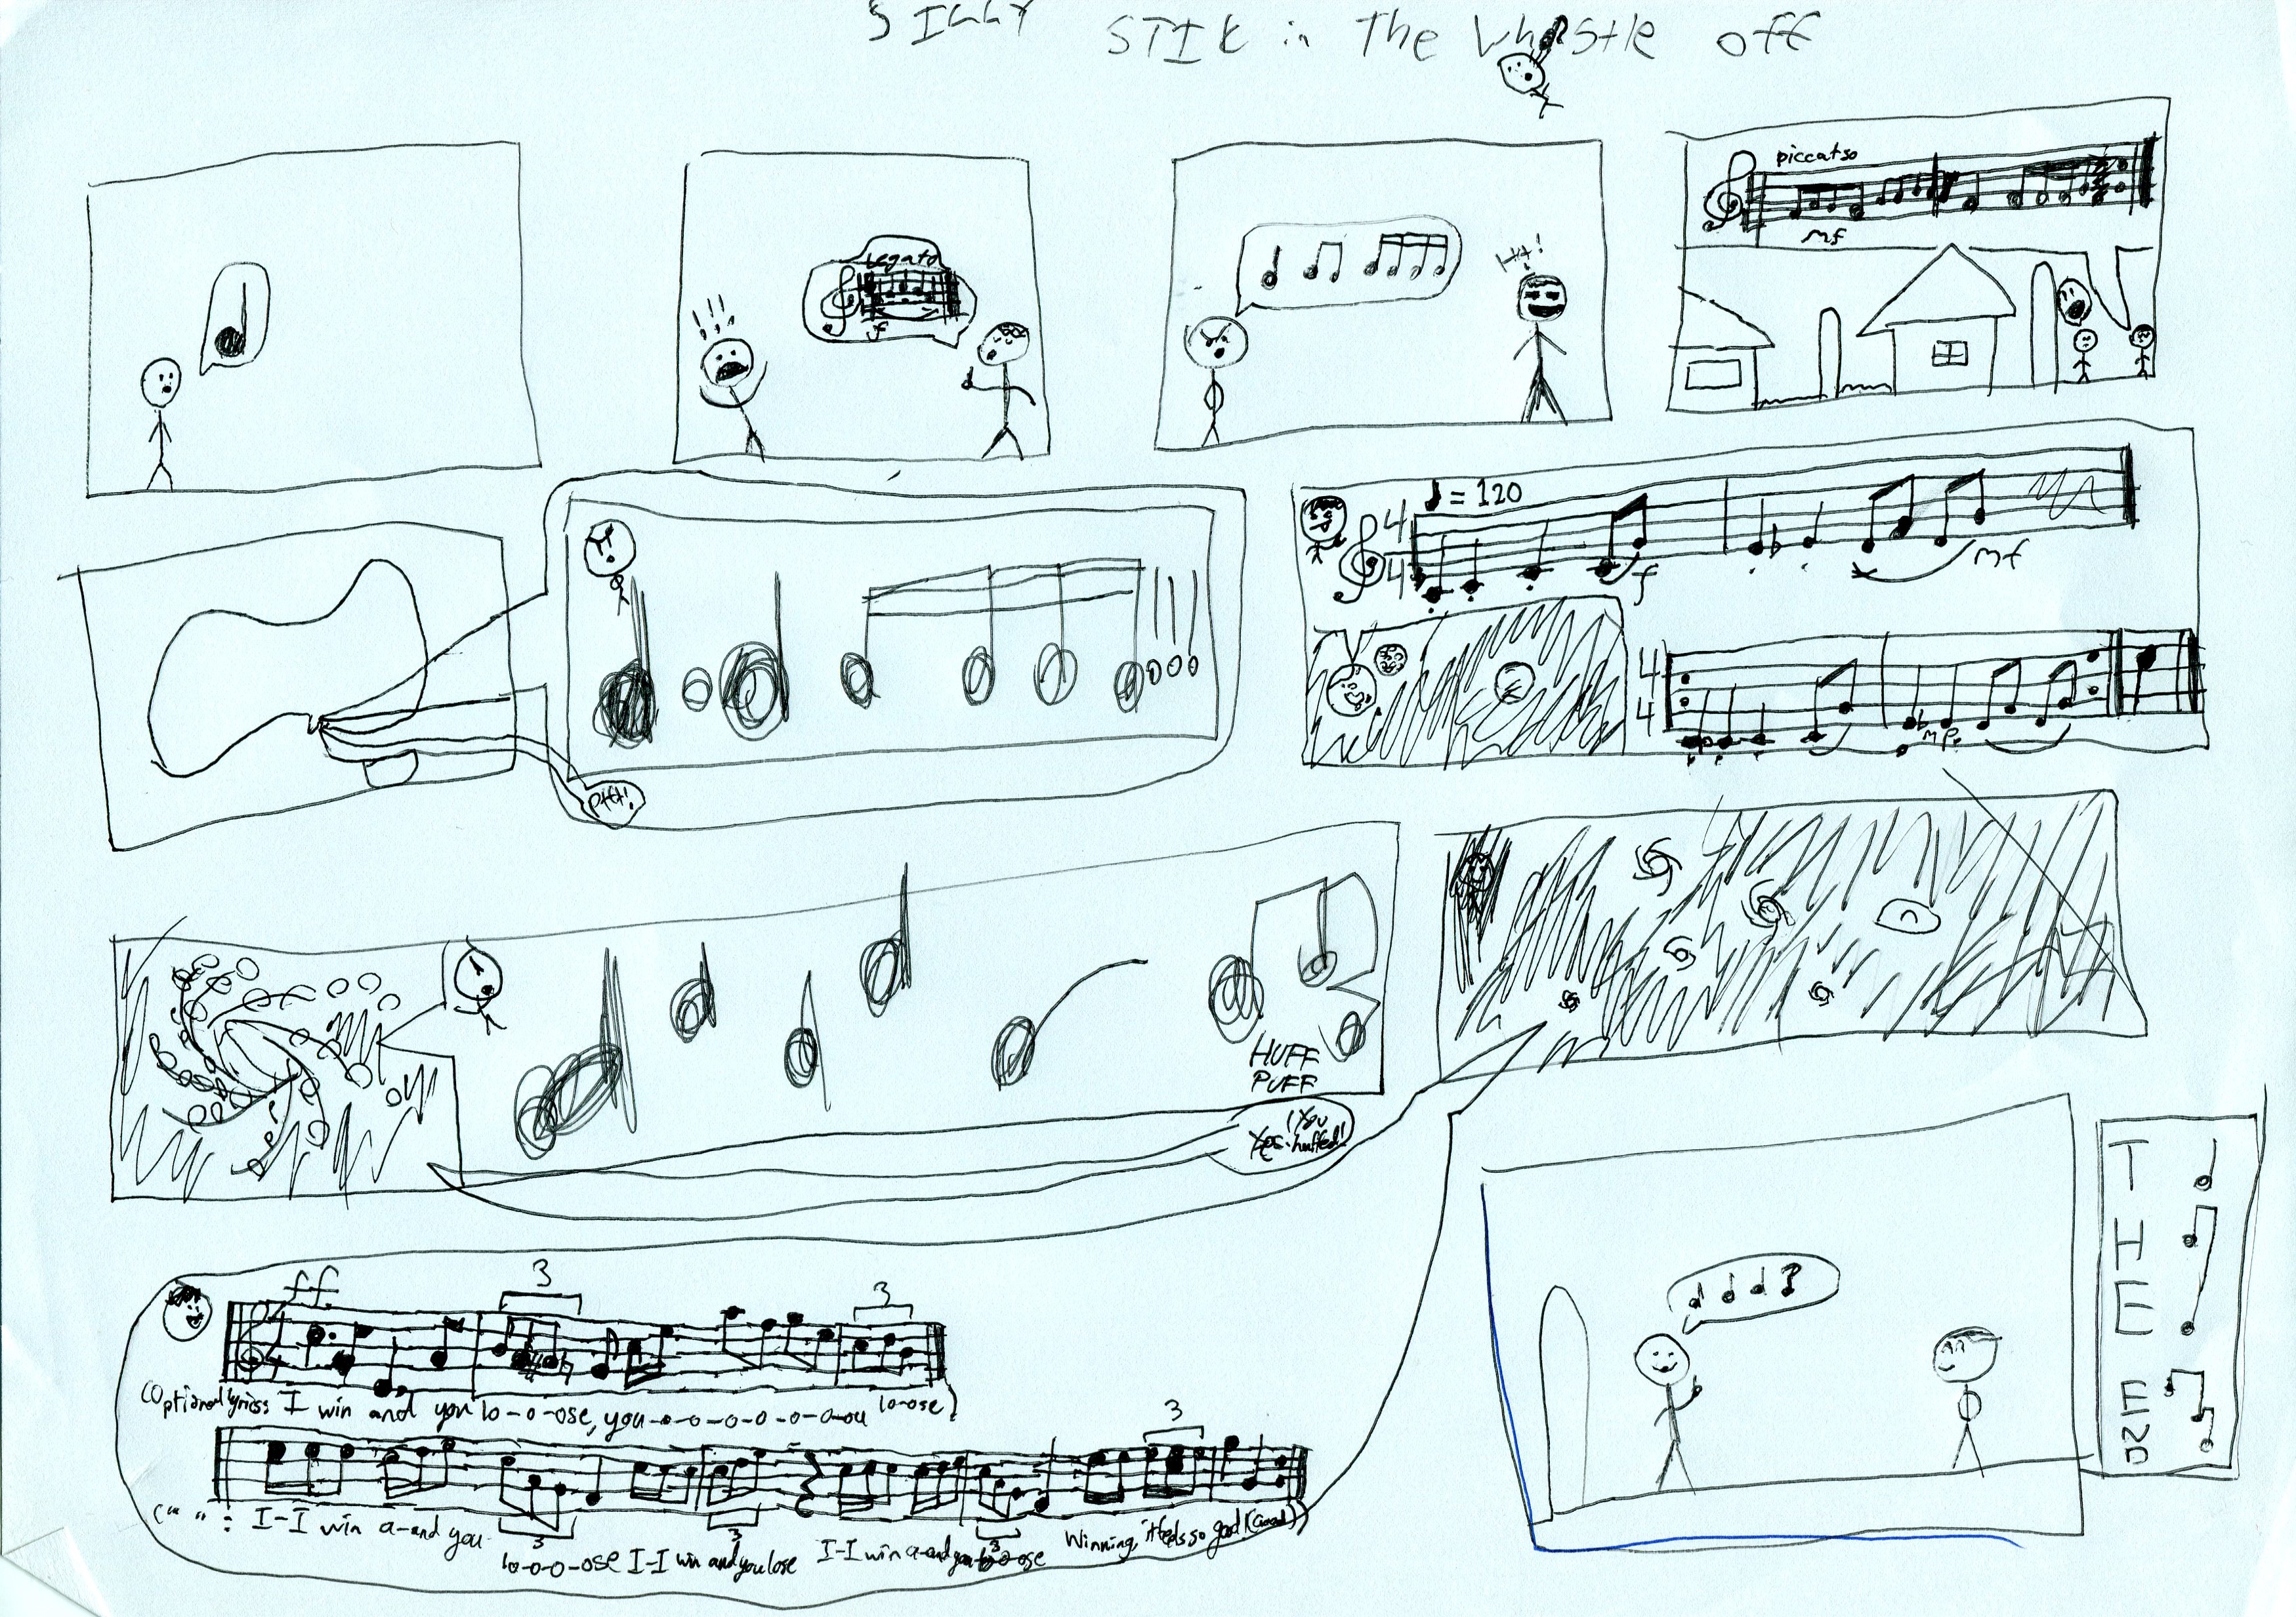 SILLY STIK in The Whistle off
legato
f
!!!
HA!
piccatso
mf
pfft!
!!!
= 120
4
4
f
mf
4
4
mp
HUFF
PUFF
You
huffed!
ff
3
3
(Optional lyrics: I win and you lo-o-ose, you-o-o-o-o-o-o-ou lo-ose)
3
(" " : I-I win a-and you
3
lo-o-o-ose I-I win and you lose
3
I-I win a-and you lo-o-ose
3
Winning, it feels so good (Good))
THE END